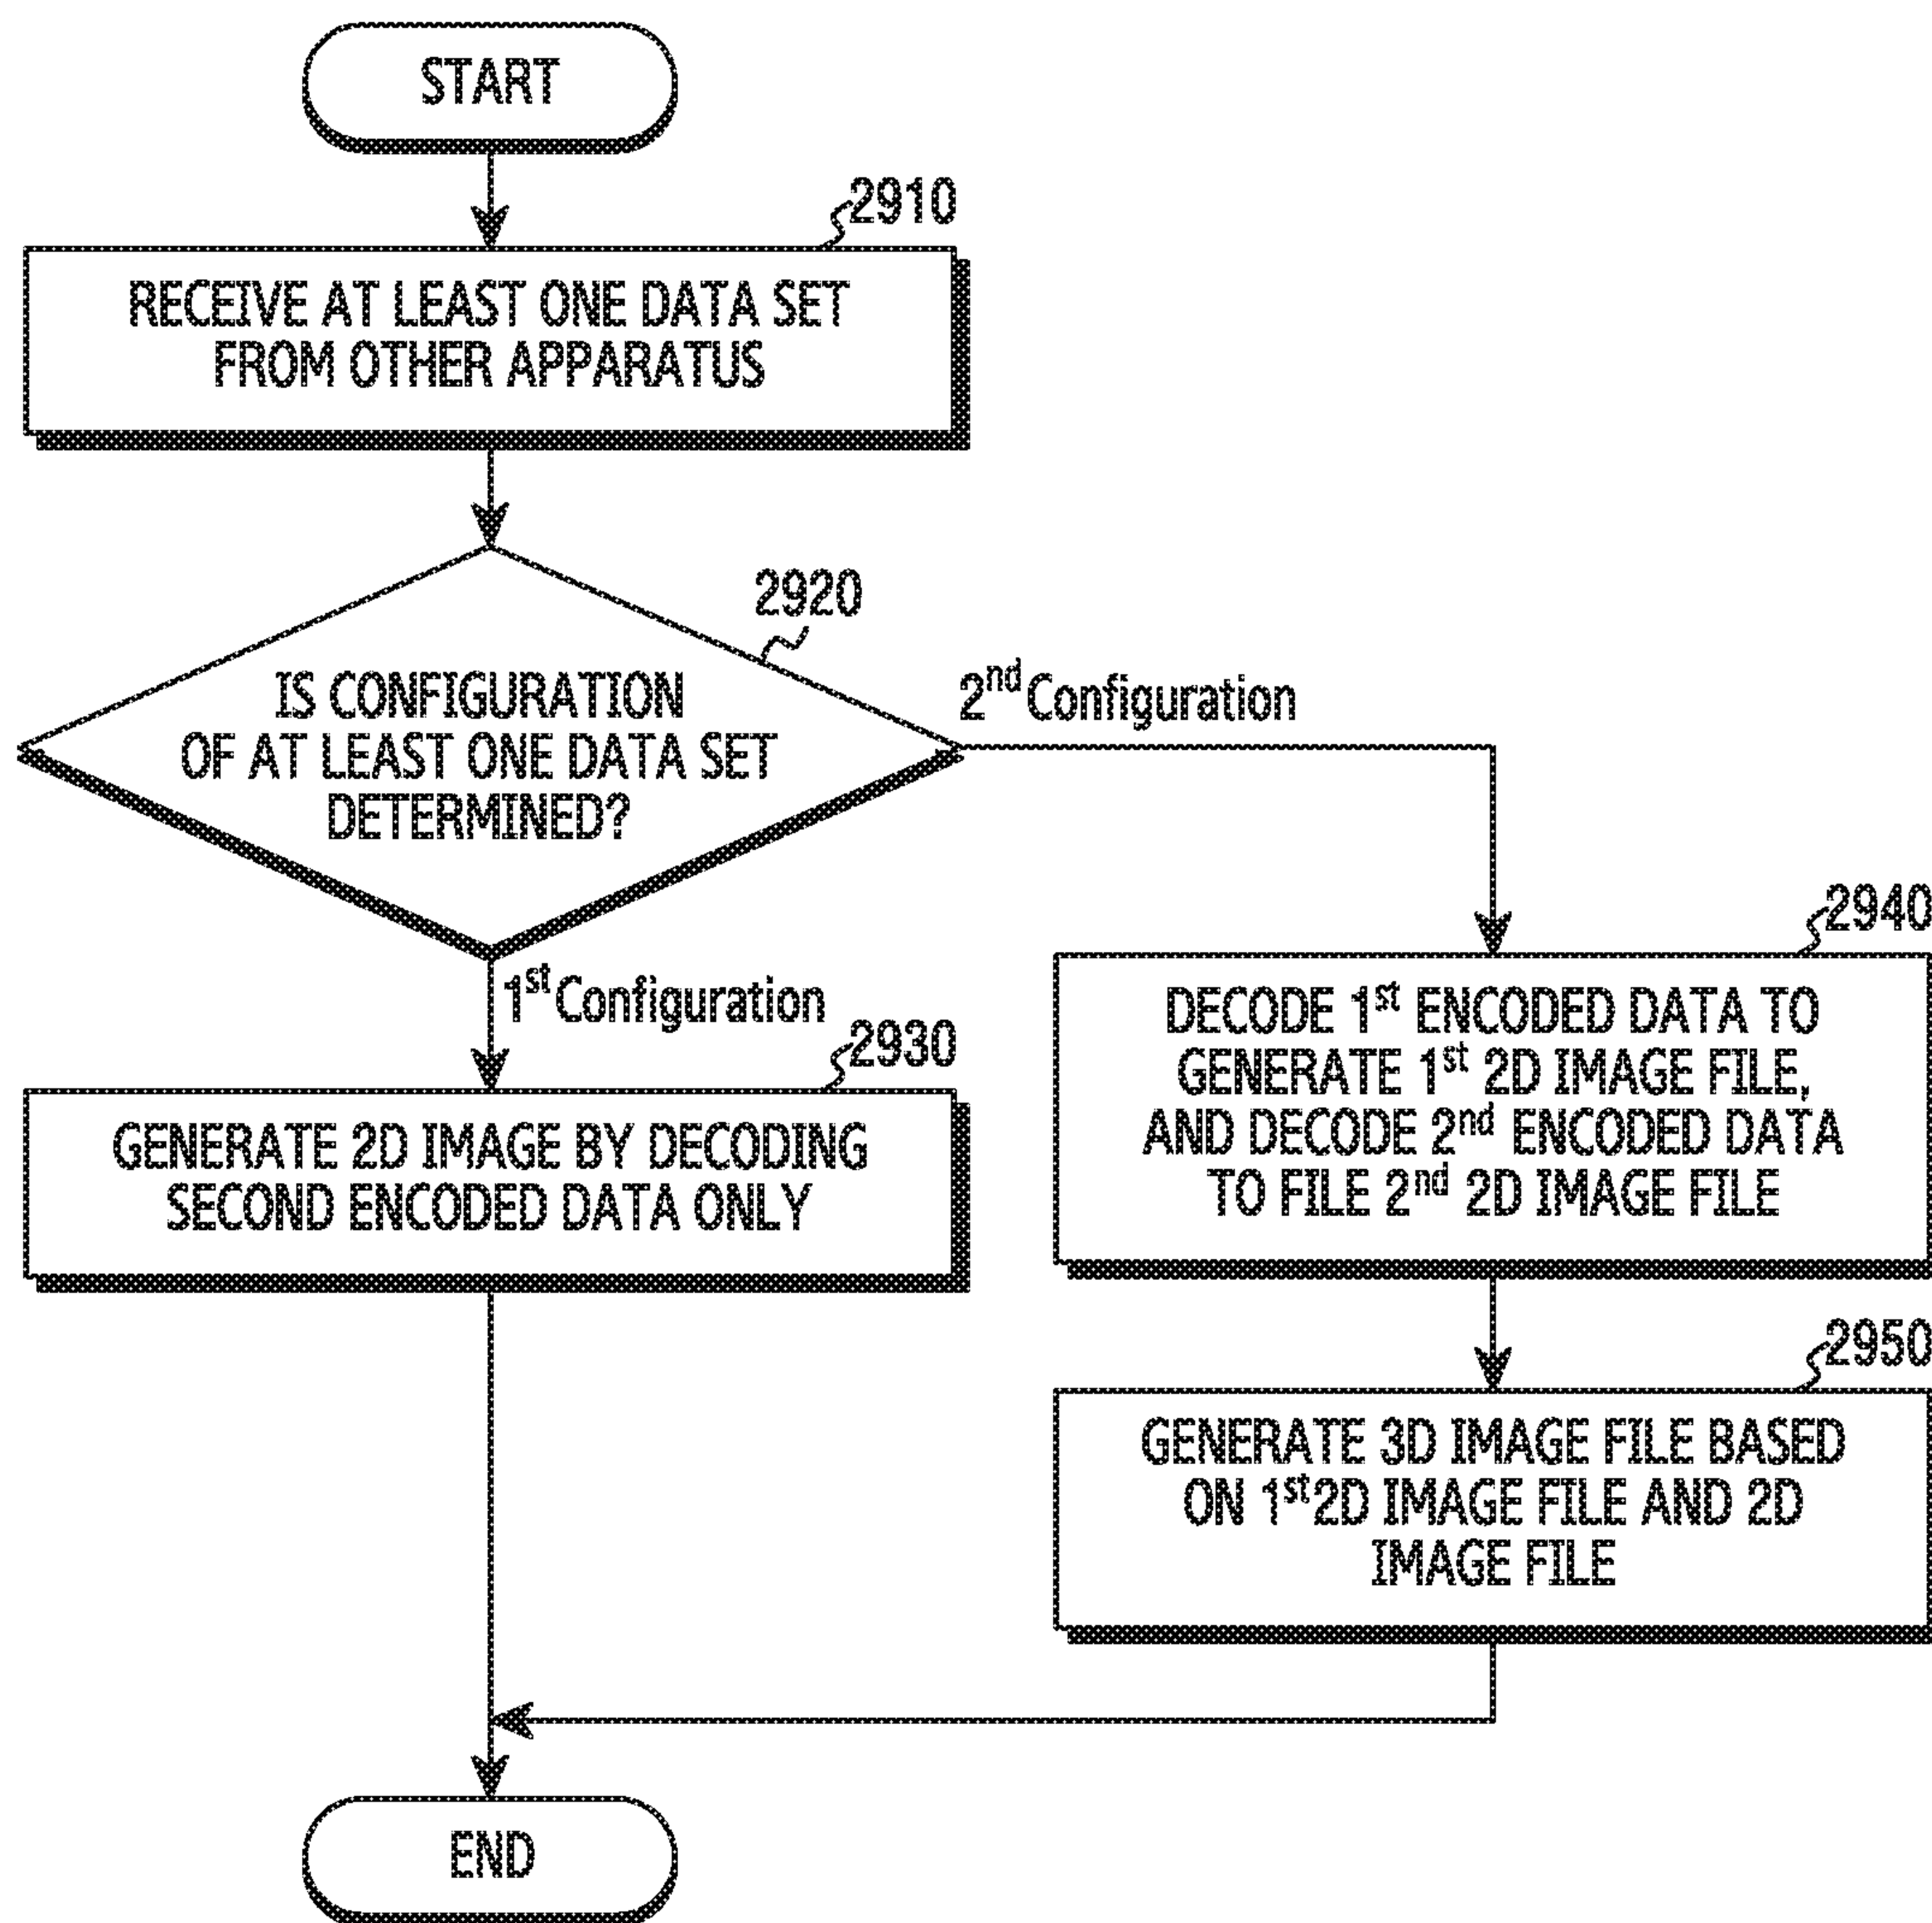 START
2910
RECEIVE AT LEAST ONE DATA SET
FROM OTHER APPARATUS
2920
IS CONFIGURATION
OF AT LEAST ONE DATA SET
DETERMINED?
2nd Configuration
1st Configuration
2930
GENERATE 2D IMAGE BY DECODING
SECOND ENCODED DATA ONLY
2940
DECODE 1st ENCODED DATA TO
GENERATE 1st 2D IMAGE FILE,
AND DECODE 2nd ENCODED DATA
TO FILE 2nd 2D IMAGE FILE
2950
GENERATE 3D IMAGE FILE BASED
ON 1st 2D IMAGE FILE AND 2D
IMAGE FILE
END